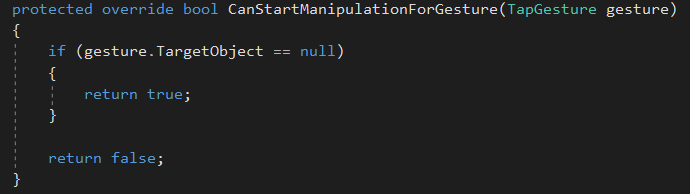 protected override bool CanStartManipulationForGesture(TapGesture gesture)
{
    if (gesture.TargetObject == null)
    {
        return true;
    }

    return false;
}